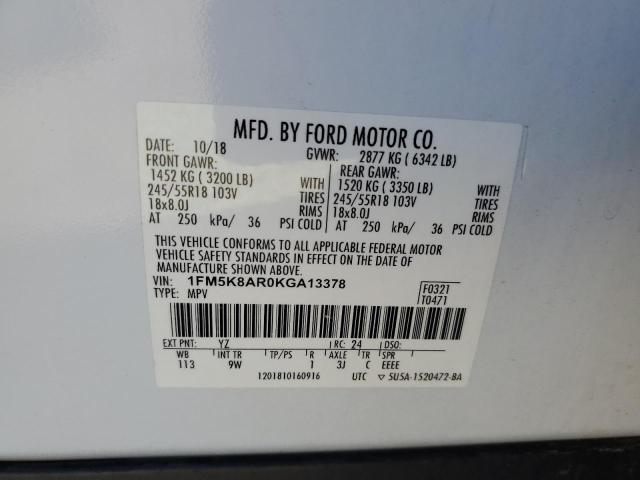 MFD. BY FORD MOTOR CO.
DATE: 10/18 GVWR: 2877 KG ( 6342 LB)
FRONT GAWR: REAR GAWR:
1452 KG ( 3200 LB) WITH 1520 KG ( 3350 LB) WITH
245/55R18 103V TIRES 245/55R18 103V TIRES
18x8.0J RIMS 18x8.0J RIMS
AT 250 kPa/ 36 PSI COLD AT 250 kPa/ 36 PSI COLD
THIS VEHICLE CONFORMS TO ALL APPLICABLE FEDERAL MOTOR
VEHICLE SAFETY STANDARDS IN EFFECT ON THE DATE OF
MANUFACTURE SHOWN ABOVE.
VIN: 1FM5K8AR0KGA13378 F0321
TYPE: MPV T0471
EXT PNT: YZ RC: 24 DSO:
WB INT TR TP/PS R AXLE TR SPR
113 9W 1 3J C EEEE
1201810160916 UTC 5USA-1520472-BA